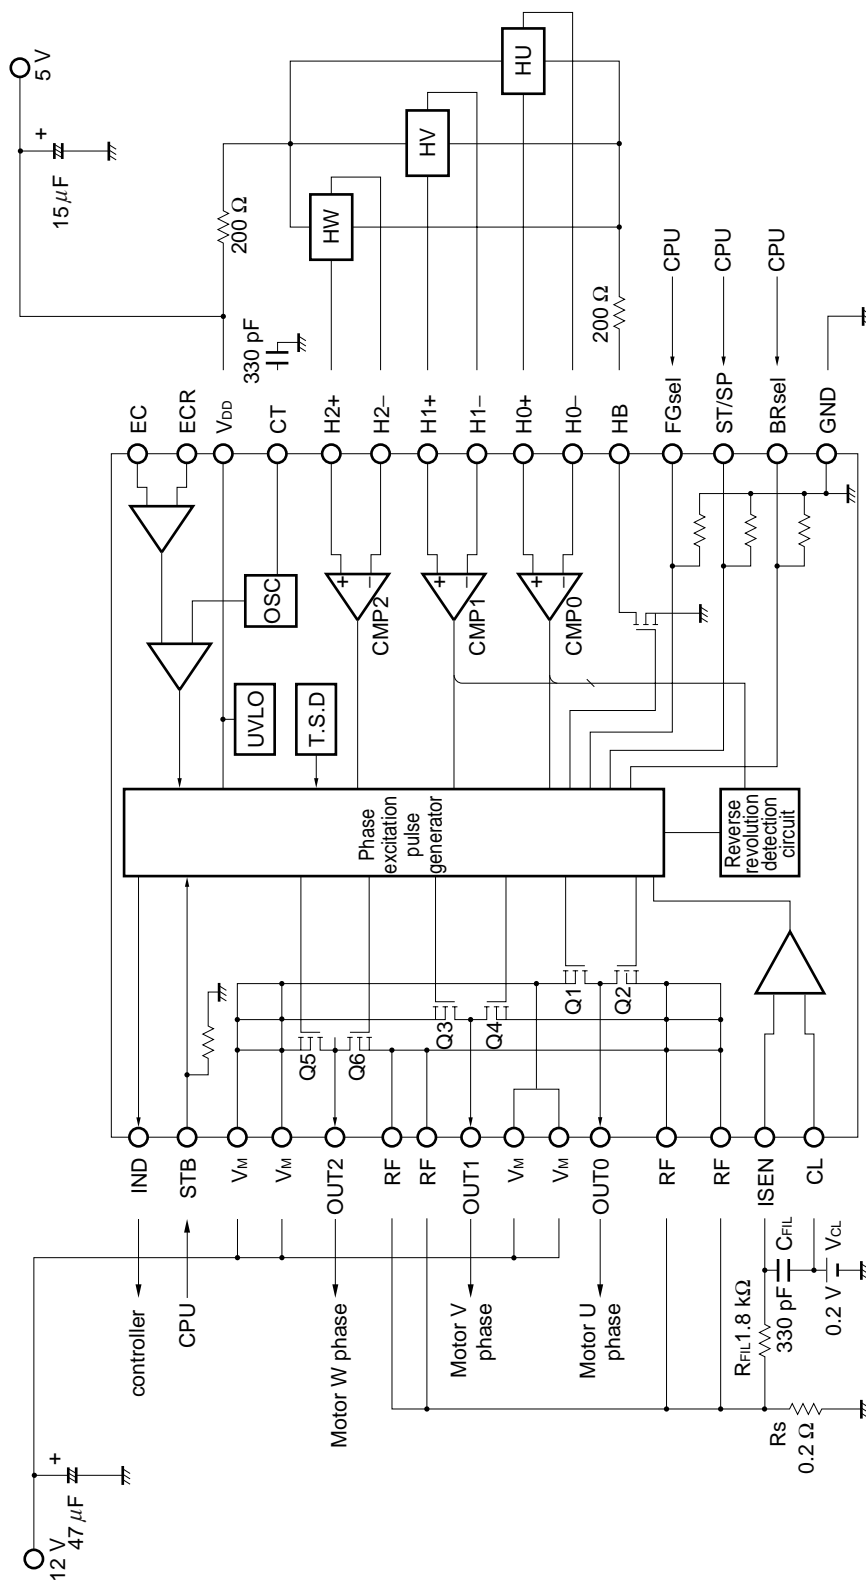 5 V
+
15 μF
200 Ω
HU
HV
HW
330 pF
200 Ω
CPU
CPU
CPU
EC
ECR
VDD
CT
H2+
H2−
H1+
H1−
H0+
H0−
HB
FGsel
ST/SP
BRsel
GND
OSC
+
−
CMP2
+
−
CMP1
+
−
CMP0
UVLO
T.S.D
Phase
excitation
pulse
generator
Reverse
revolution
detection
circuit
Q5
Q6
Q3
Q4
Q1
Q2
IND
STB
VM
VM
OUT2
RF
RF
OUT1
VM
VM
OUT0
RF
RF
ISEN
CL
controller
CPU
Motor W phase
Motor V
phase
Motor U
phase
RFIL 1.8 kΩ
CFIL
330 pF
VCL
0.2 V
Rs
0.2 Ω
+
47 μF
12 V